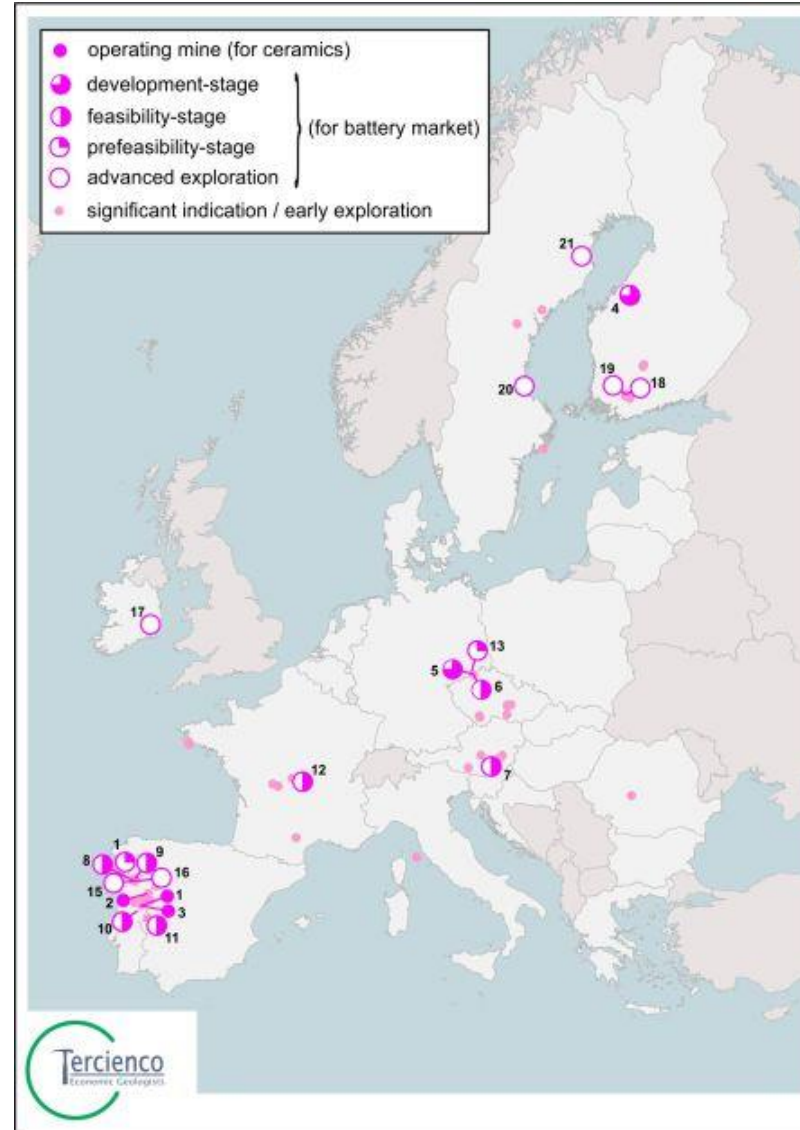 operating mine (for ceramics)
development-stage
feasibility-stage
(for battery market)
prefeasibility-stage
advanced exploration
significant indication / early exploration
21
4
19
18
20
17
13
5
6
7
12
1
9
8
16
15
1
2
3
10
11
Tercienco
Economic Geologists